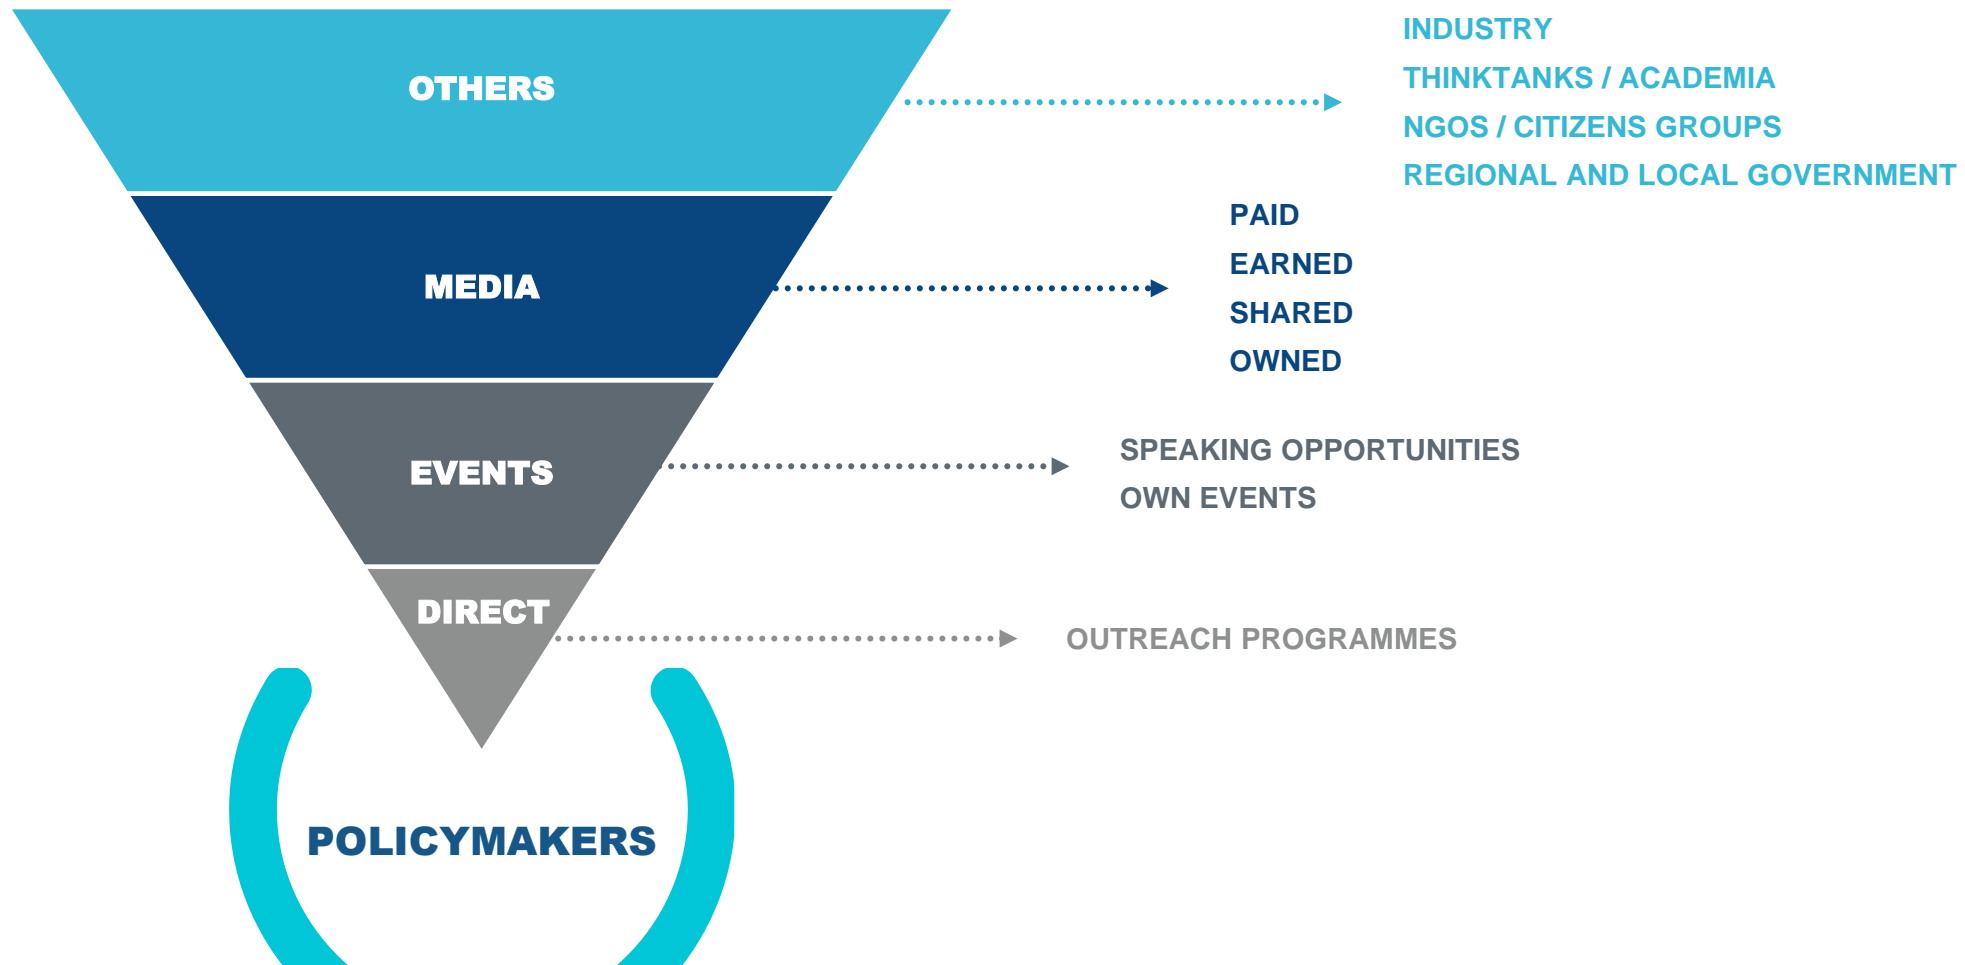 OTHERS
INDUSTRY
THINKTANKS / ACADEMIA
NGOS / CITIZENS GROUPS
REGIONAL AND LOCAL GOVERNMENT
MEDIA
PAID
EARNED
SHARED
OWNED
EVENTS
SPEAKING OPPORTUNITIES
OWN EVENTS
DIRECT
OUTREACH PROGRAMMES
POLICYMAKERS